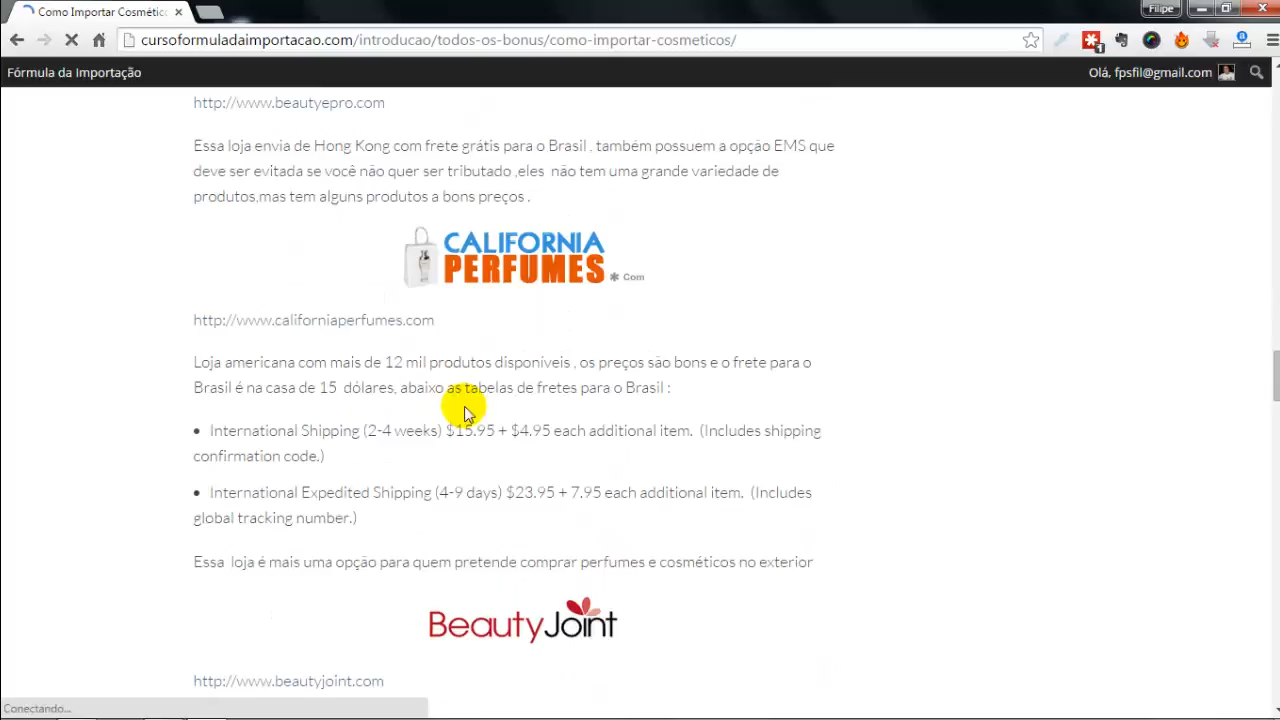 Como Importar Cosmético
Filipe
cursoformuladaimportacao.com/introducao/todos-os-bonus/como-importar-cosmeticos/
Fórmula da Importação
Olá, fpsfil@gmail.com
http://www.beautyepro.com
Essa loja envia de Hong Kong com frete grátis para o Brasil , também possuem a opção EMS que
deve ser evitada se você não quer ser tributado ,eles não tem uma grande variedade de
produtos,mas tem alguns produtos a bons preços .
CALIFORNIA
PERFUMES * Com
http://www.californiaperfumes.com
Loja americana com mais de 12 mil produtos disponíveis , os preços são bons e o frete para o
Brasil é na casa de 15 dólares, abaixo as tabelas de fretes para o Brasil :
• International Shipping (2-4 weeks) $15.95 + $4.95 each additional item. (Includes shipping
confirmation code.)
• International Expedited Shipping (4-9 days) $23.95 + 7.95 each additional item. (Includes
global tracking number.)
Essa loja é mais uma opção para quem pretende comprar perfumes e cosméticos no exterior
BeautyJoint
http://www.beautyjoint.com
Conectando...